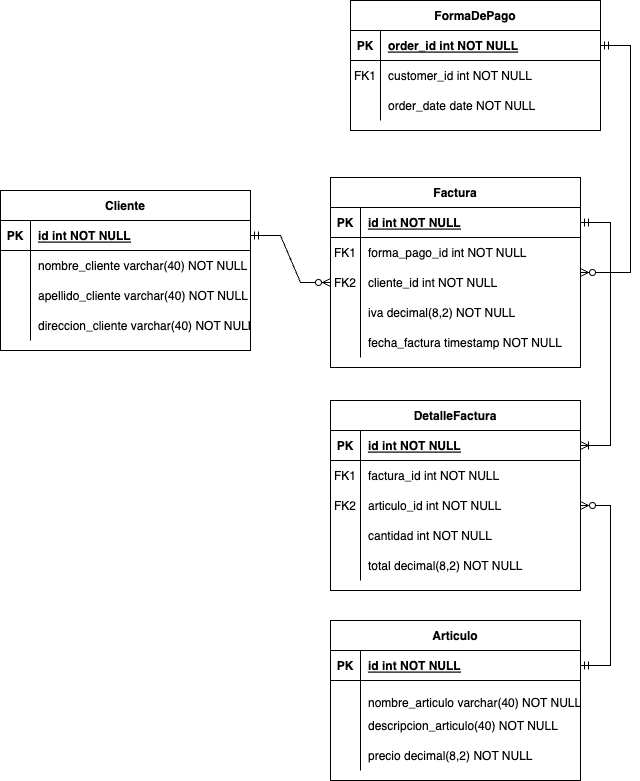 FormaDePago
PK order_id int NOT NULL
FK1 customer_id int NOT NULL
order_date date NOT NULL
Cliente
PK id int NOT NULL
nombre_cliente varchar(40) NOT NULL
apellido_cliente varchar(40) NOT NULL
direccion_cliente varchar(40) NOT NULL
Factura
PK id int NOT NULL
FK1 forma_pago_id int NOT NULL
FK2 cliente_id int NOT NULL
iva decimal(8,2) NOT NULL
fecha_factura timestamp NOT NULL
DetalleFactura
PK id int NOT NULL
FK1 factura_id int NOT NULL
FK2 articulo_id int NOT NULL
cantidad int NOT NULL
total decimal(8,2) NOT NULL
Articulo
PK id int NOT NULL
nombre_articulo varchar(40) NOT NULL
descripcion_articulo(40) NOT NULL
precio decimal(8,2) NOT NULL